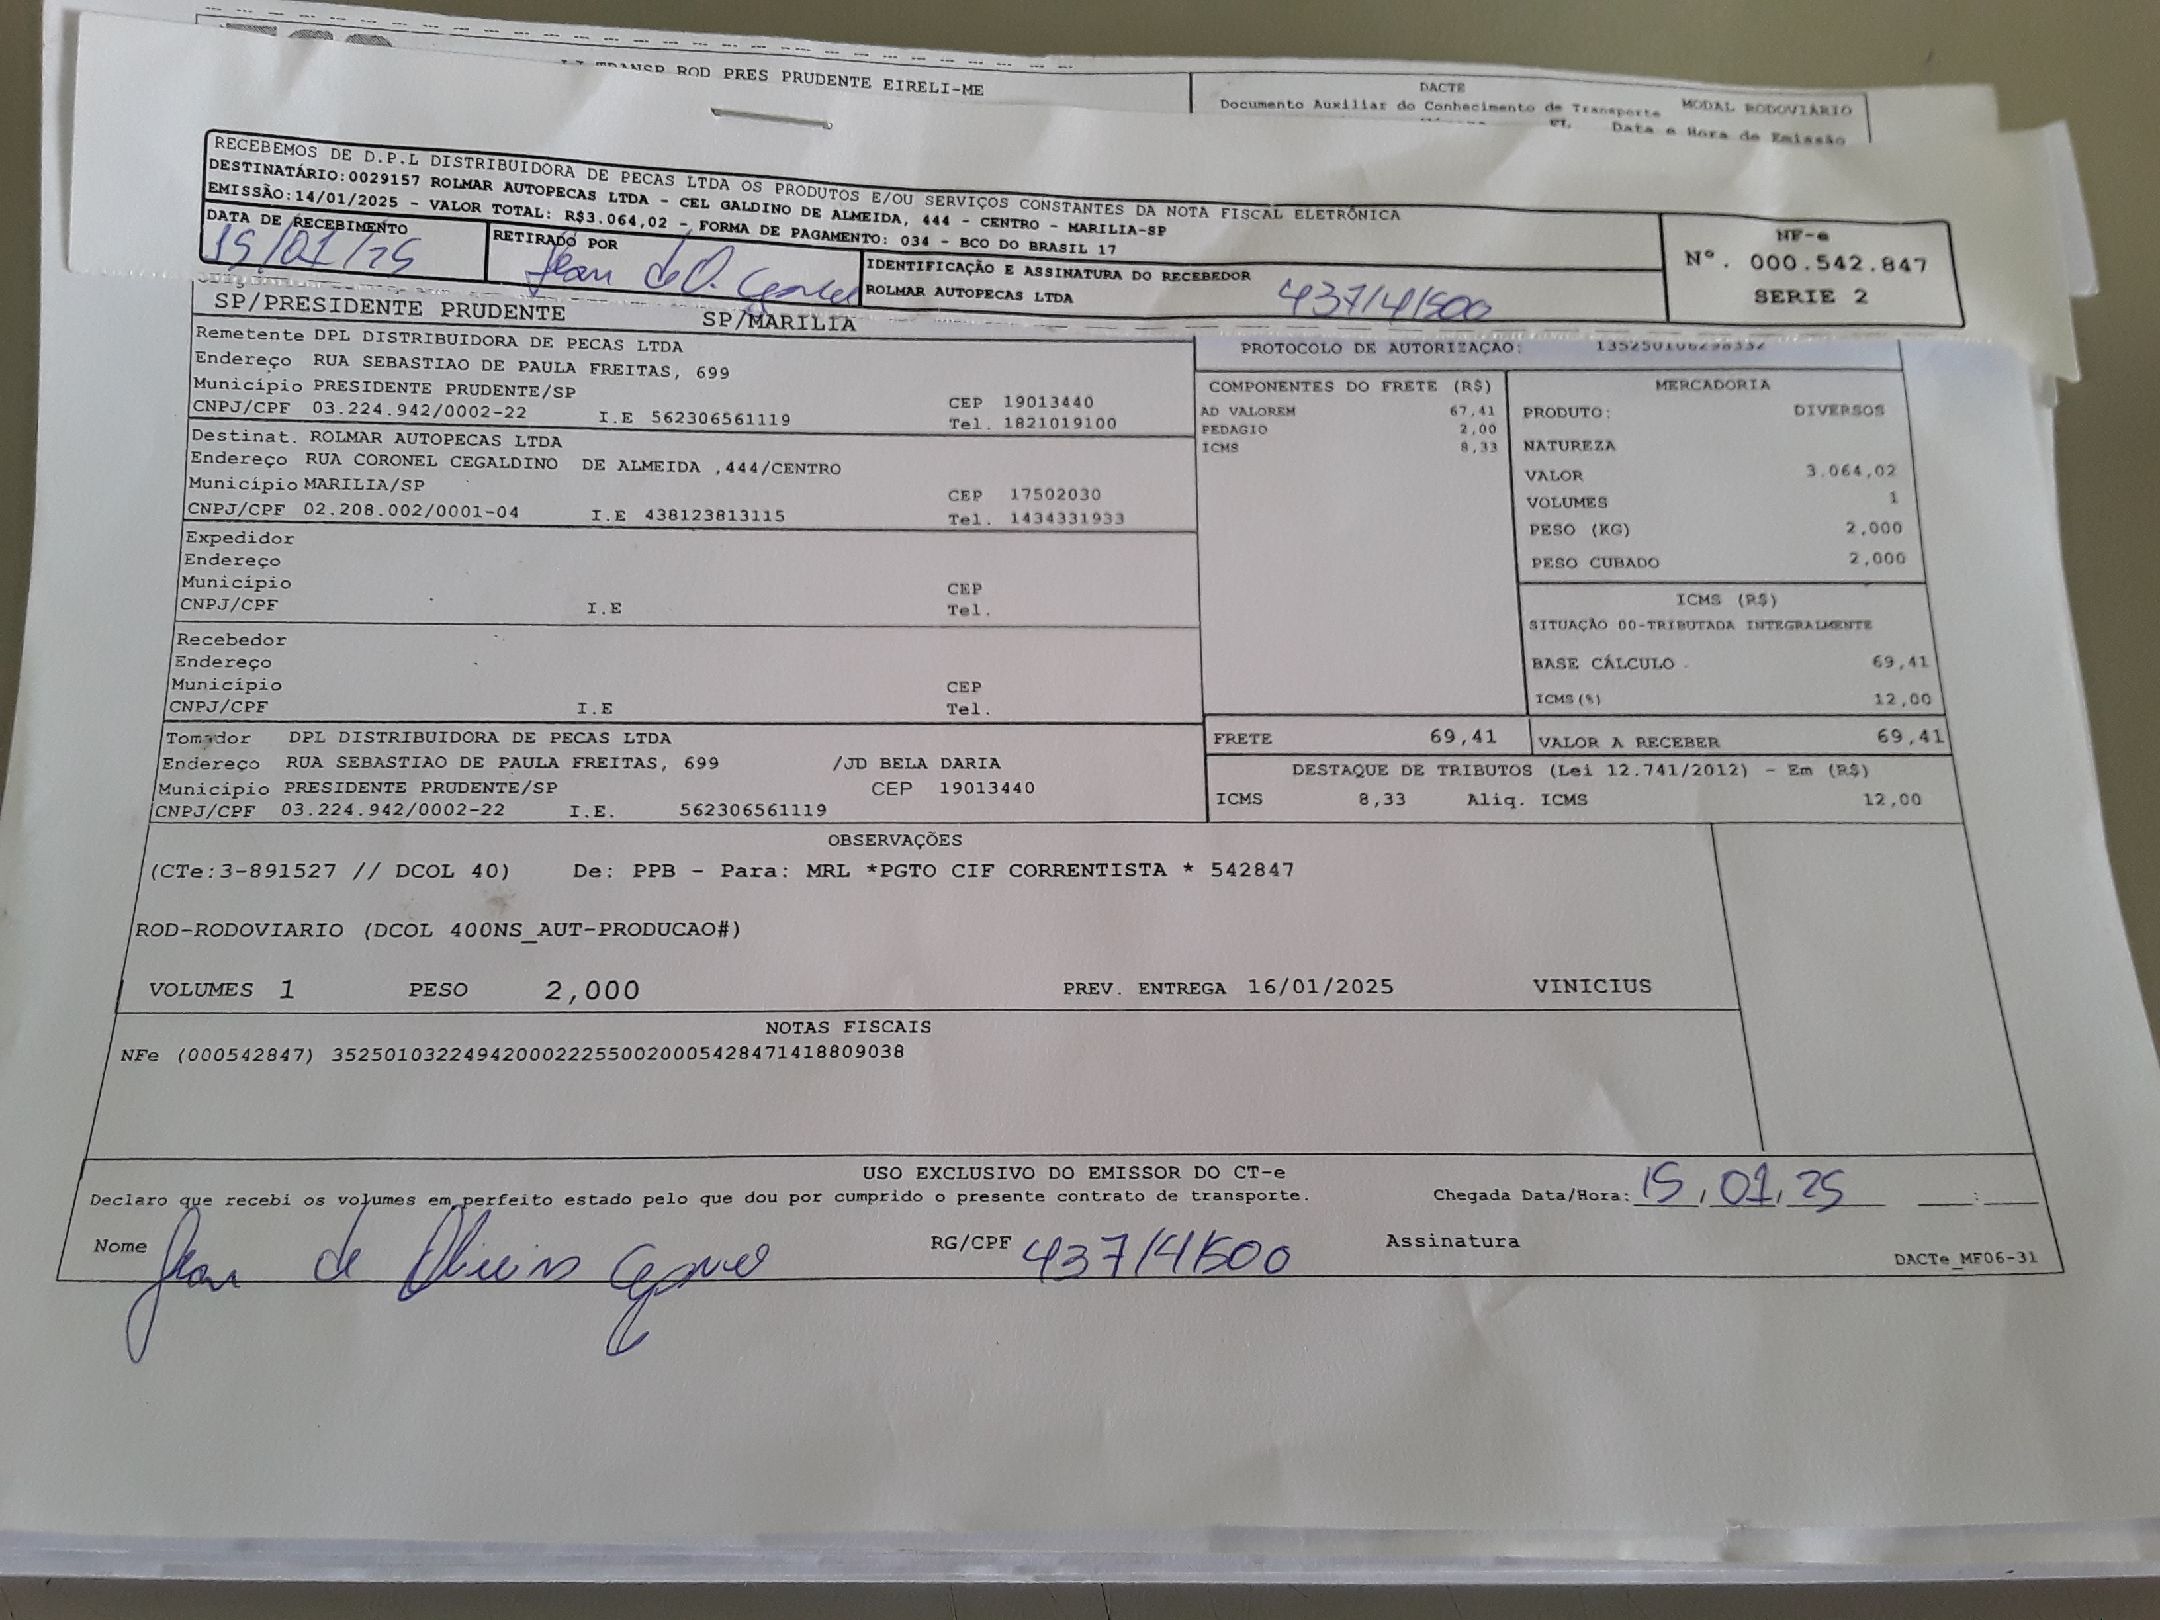 TRANSP ROD PRES PRUDENTE EIRELI-ME
DACTE
Documento Auxiliar do Conhecimento de Transporte MODAL RODOVIÁRIO
FL Data e Hora de Emissão
RECEBEMOS DE D.P.L DISTRIBUIDORA DE PECAS LTDA OS PRODUTOS E/OU SERVIÇOS CONSTANTES DA NOTA FISCAL ELETRÔNICA
DESTINATÁRIO:0029157 ROLMAR AUTOPECAS LTDA - CEL GALDINO DE ALMEIDA, 444 - CENTRO - MARILIA-SP
EMISSÃO:14/01/2025 - VALOR TOTAL: R$3.064,02 - FORMA DE PAGAMENTO: 034 - BCO DO BRASIL 17
DATA DE RECEBIMENTO
15/01/25
RETIRADO POR
Jean de O.
IDENTIFICAÇÃO E ASSINATURA DO RECEBEDOR
ROLMAR AUTOPECAS LTDA
NF-e
Nº. 000.542.847
SERIE 2
SP/PRESIDENTE PRUDENTE SP/MARILIA
Remetente DPL DISTRIBUIDORA DE PECAS LTDA
Endereço RUA SEBASTIAO DE PAULA FREITAS, 699
Município PRESIDENTE PRUDENTE/SP CEP 19013440
CNPJ/CPF 03.224.942/0002-22 I.E 562306561119 Tel. 1821019100
Destinat. ROLMAR AUTOPECAS LTDA
Endereço RUA CORONEL CEGALDINO DE ALMEIDA ,444/CENTRO
Município MARILIA/SP CEP 17502030
CNPJ/CPF 02.208.002/0001-04 I.E 438123813115 Tel. 1434331933
Expedidor
Endereço
Município CEP
CNPJ/CPF I.E Tel.
Recebedor
Endereço
Município CEP
CNPJ/CPF I.E Tel.
Tomador DPL DISTRIBUIDORA DE PECAS LTDA
Endereço RUA SEBASTIAO DE PAULA FREITAS, 699 /JD BELA DARIA
Município PRESIDENTE PRUDENTE/SP CEP 19013440
CNPJ/CPF 03.224.942/0002-22 I.E. 562306561119
PROTOCOLO DE AUTORIZAÇÃO:
COMPONENTES DO FRETE (R$)
AD VALOREM 67,41
PEDAGIO 2,00
ICMS 8,33
MERCADORIA
PRODUTO: DIVERSOS
NATUREZA
VALOR 3.064,02
VOLUMES 1
PESO (KG) 2,000
PESO CUBADO 2,000
ICMS (R$)
SITUAÇÃO 00-TRIBUTADA INTEGRALMENTE
BASE CÁLCULO 69,41
ICMS(%) 12,00
FRETE 69,41 VALOR A RECEBER 69,41
DESTAQUE DE TRIBUTOS (Lei 12.741/2012) - Em (R$)
ICMS 8,33 Aliq. ICMS 12,00
OBSERVAÇÕES
(CTe:3-891527 // DCOL 40) De: PPB - Para: MRL *PGTO CIF CORRENTISTA * 542847
ROD-RODOVIARIO (DCOL 400NS_AUT-PRODUCAO#)
VOLUMES 1 PESO 2,000 PREV. ENTREGA 16/01/2025 VINICIUS
NOTAS FISCAIS
NFe (000542847) 35250103224942000222550020005428471418809038
USO EXCLUSIVO DO EMISSOR DO CT-e
Declaro que recebi os volumes em perfeito estado pelo que dou por cumprido o presente contrato de transporte. Chegada Data/Hora: 15, 01, 25 :
Nome Jean de Oliveira RG/CPF Assinatura
DACTe_MF06-31